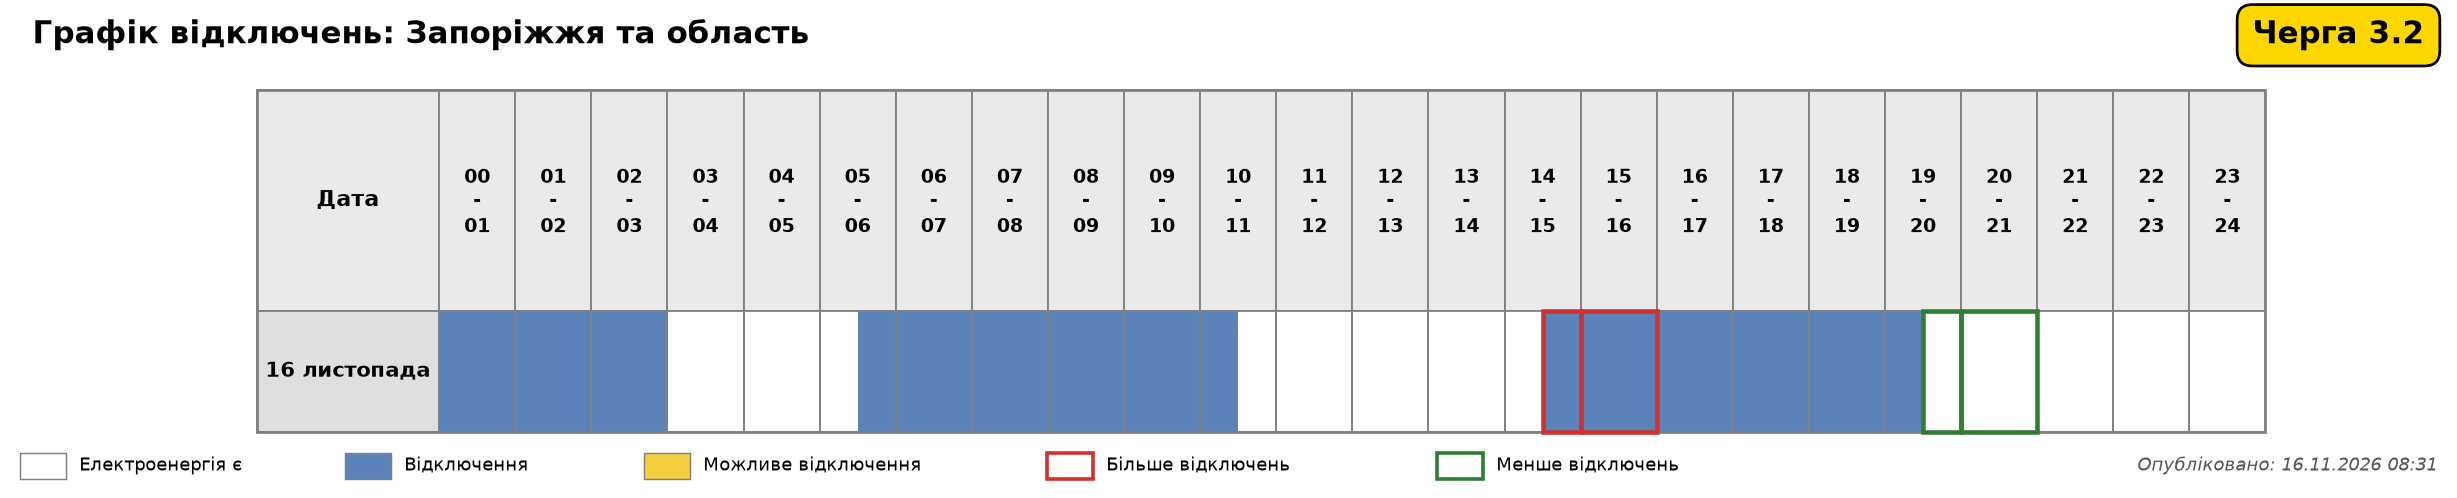 Графік відключень: Запоріжжя та область
Черга 3.2
Дата
00 - 01
01 - 02
02 - 03
03 - 04
04 - 05
05 - 06
06 - 07
07 - 08
08 - 09
09 - 10
10 - 11
11 - 12
12 - 13
13 - 14
14 - 15
15 - 16
16 - 17
17 - 18
18 - 19
19 - 20
20 - 21
21 - 22
22 - 23
23 - 24
16 листопада
Електроенергія є
Відключення
Можливе відключення
Більше відключень
Менше відключень
Опубліковано: 16.11.2026 08:31